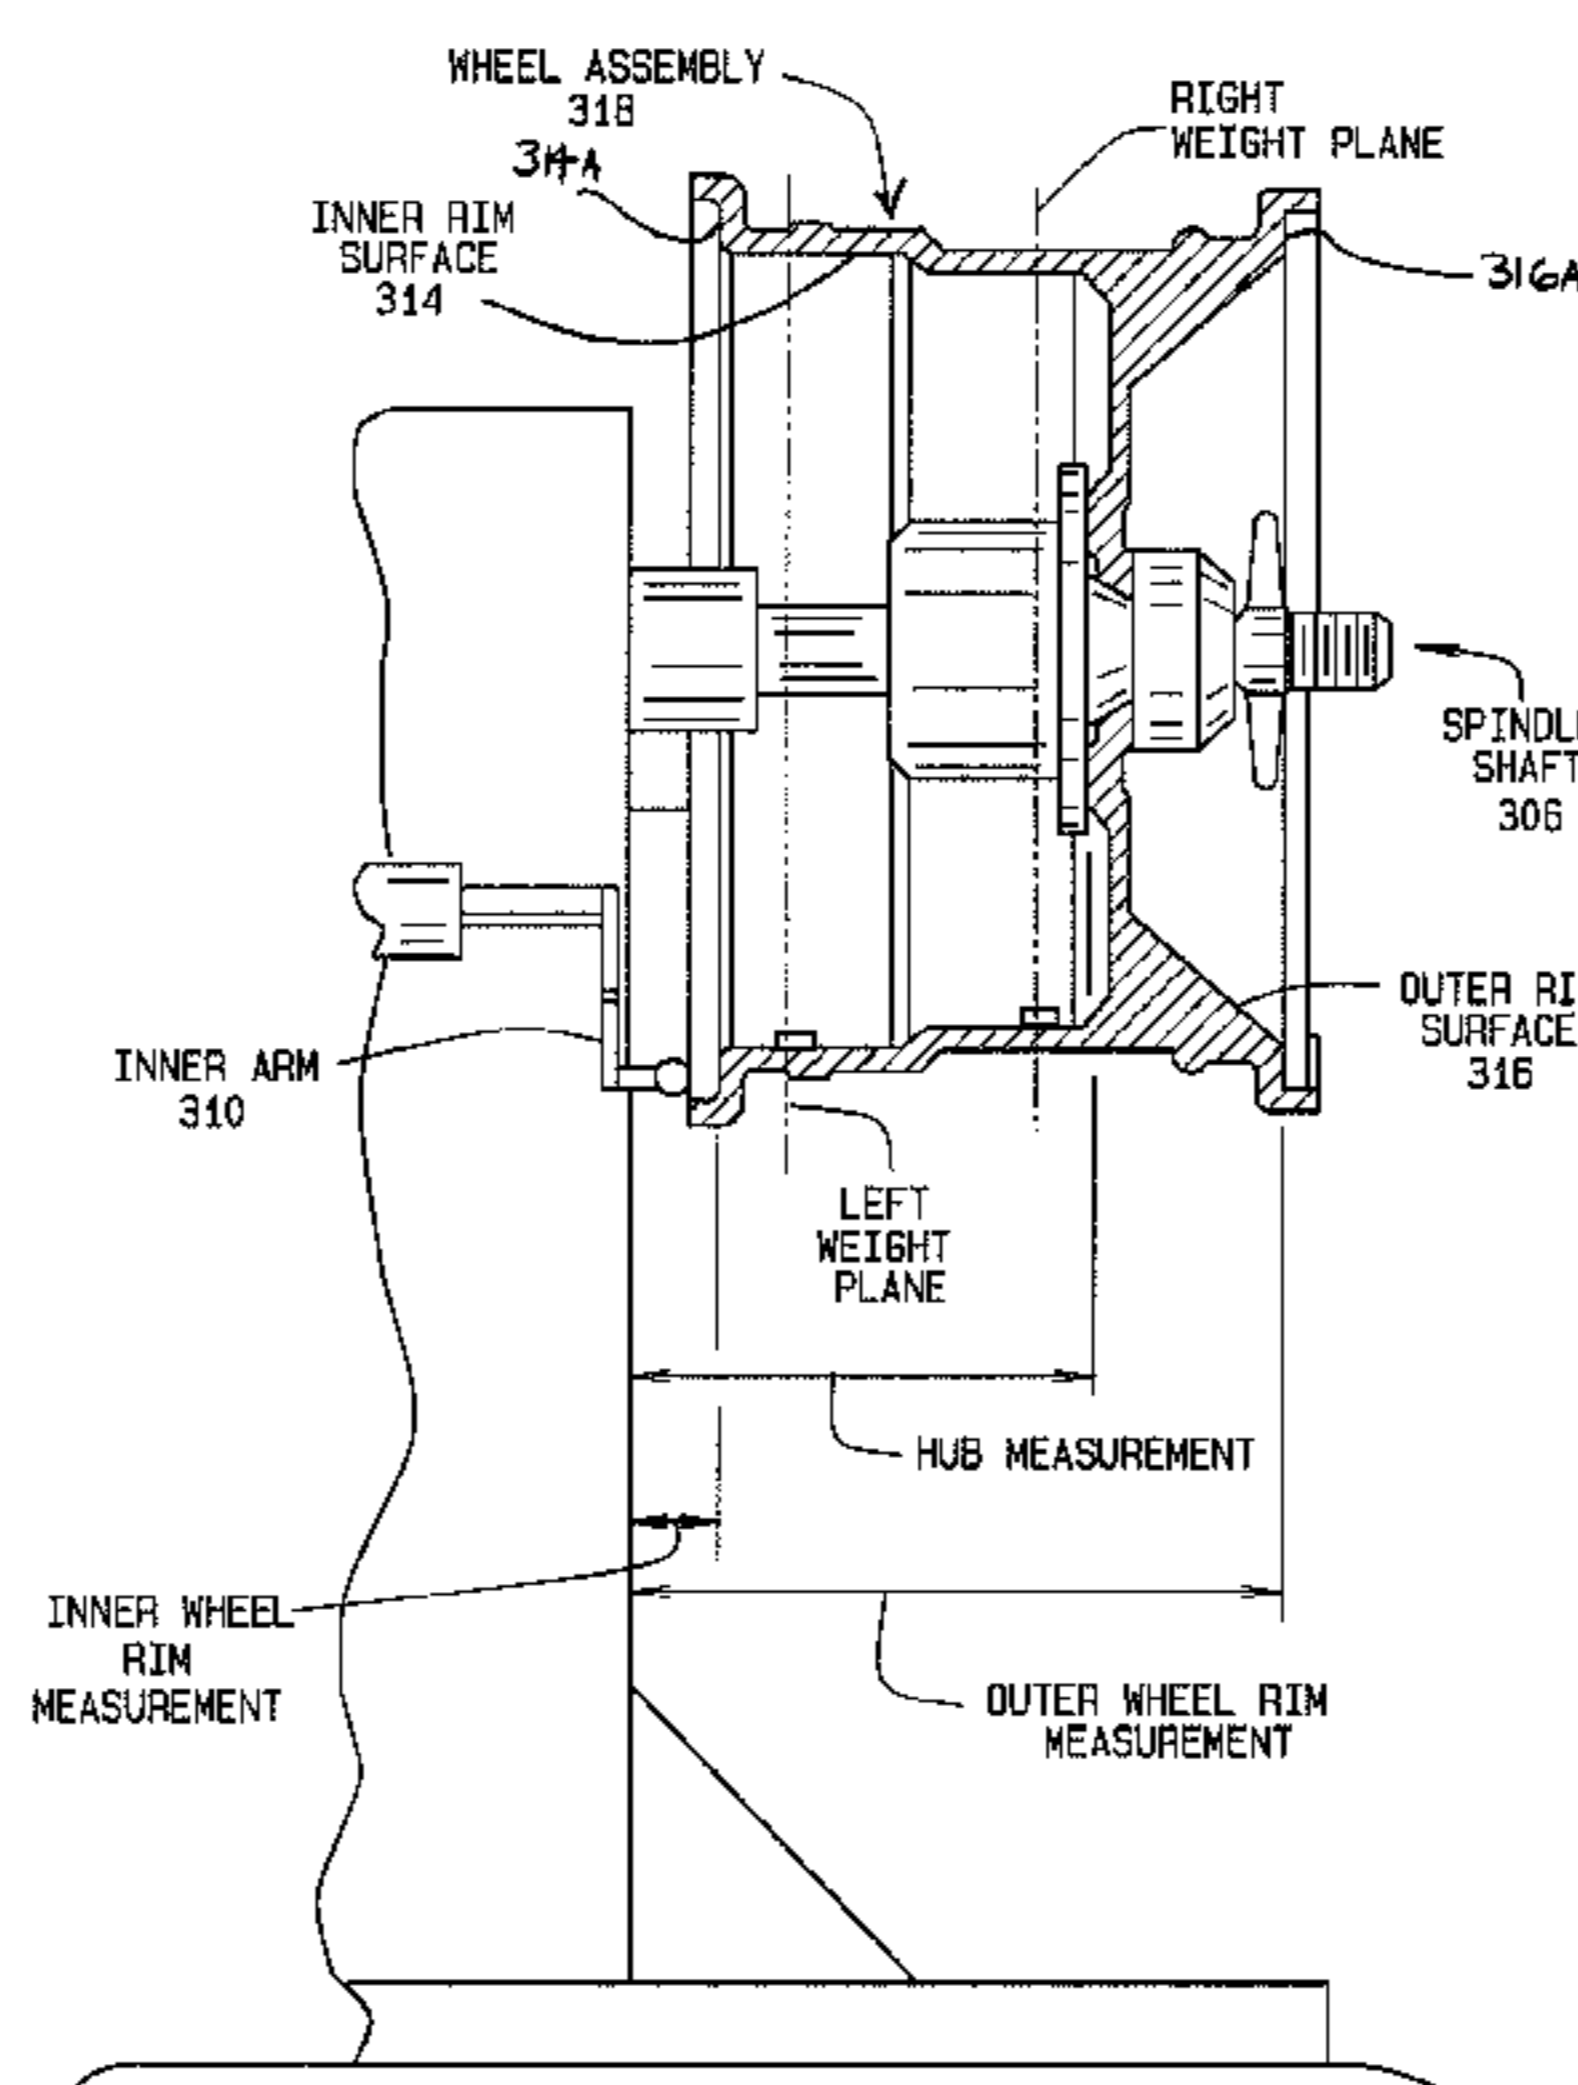 WHEEL ASSEMBLY
318
314A
INNER RIM
SURFACE
314
RIGHT
WEIGHT PLANE
316A
SPINDL
SHAFT
306
OUTER RI
SURFACE
316
INNER ARM
310
LEFT
WEIGHT
PLANE
HUB MEASUREMENT
INNER WHEEL
RIM
MEASUREMENT
OUTER WHEEL RIM
MEASUREMENT